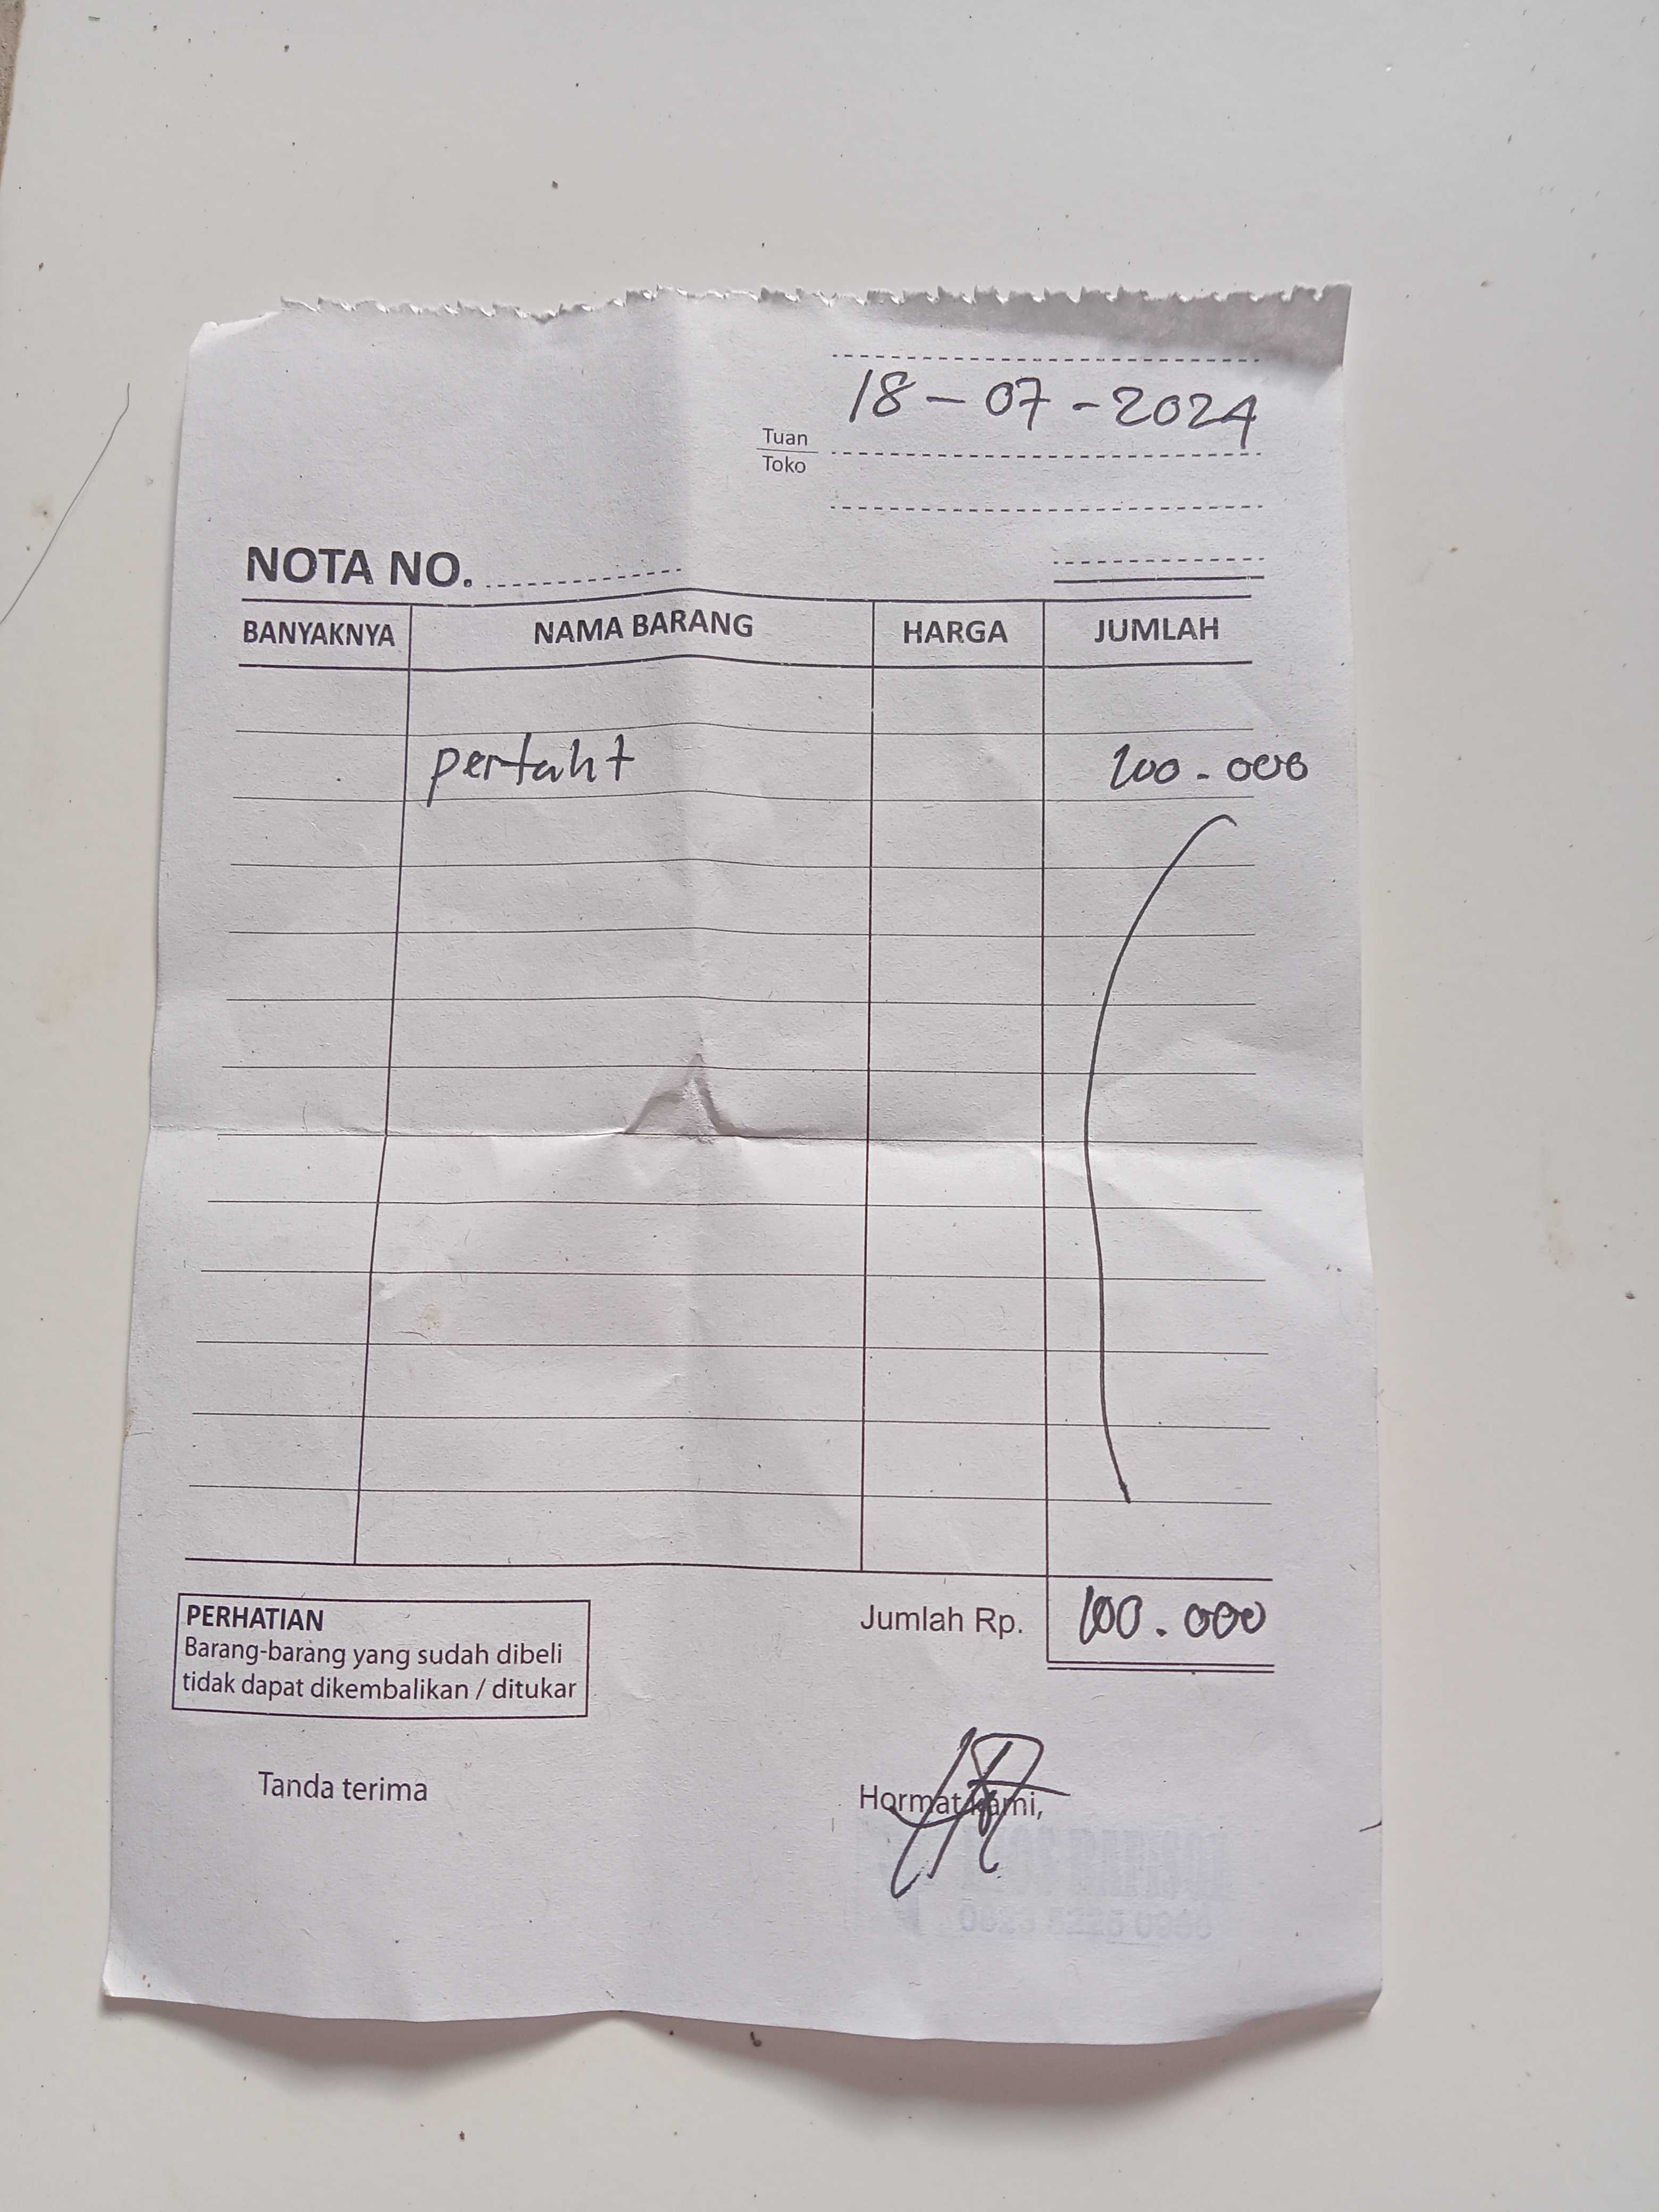 18-07-2024
Tuan
Toko
NOTA NO.
BANYAKNYA NAMA BARANG HARGA JUMLAH
pertaht 100.000
Jumlah Rp. 100.000
PERHATIAN
Barang-barang yang sudah dibeli
tidak dapat dikembalikan / ditukar
Tanda terima
Hormat kami,